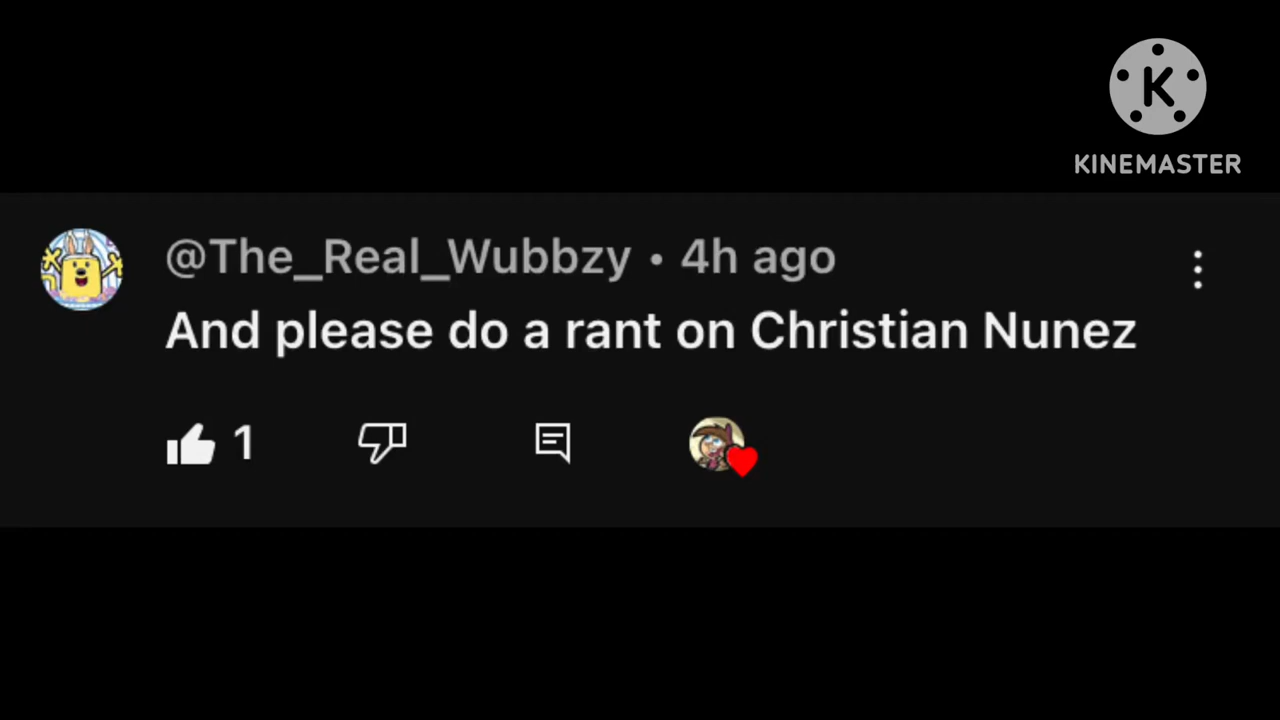 KINEMASTER
@The_Real_Wubbzy • 4h ago
And please do a rant on Christian Nunez
1